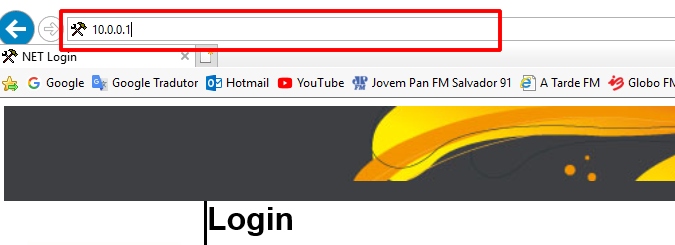 10.0.0.1
NET Login
Google Google Tradutor Hotmail YouTube Jovem Pan FM Salvador 91 A Tarde FM Globo FM
Login